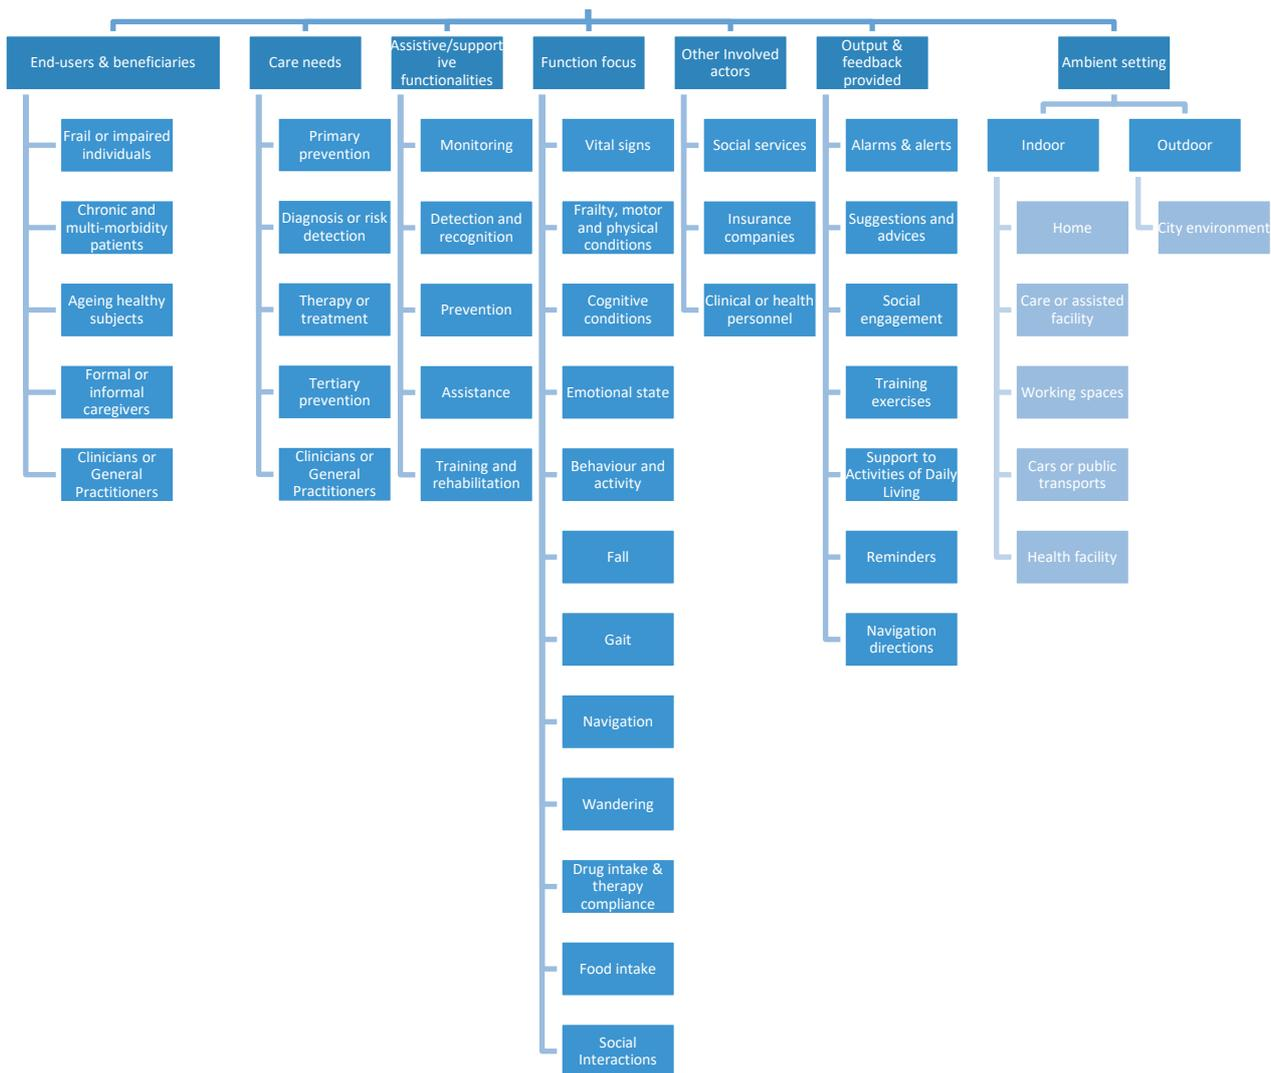 End-users & beneficiaries
Frail or impaired
individuals
Chronic and
multi-morbidity
patients
Ageing healthy
subjects
Formal or
informal
caregivers
Clinicians or
General
Practitioners
Care needs
Primary
prevention
Diagnosis or risk
detection
Therapy or
treatment
Tertiary
prevention
Clinicians or
General
Practitioners
Assistive/support
ive
functionalities
Monitoring
Detection and
recognition
Prevention
Assistance
Training and
rehabilitation
Function focus
Vital signs
Frailty, motor
and physical
conditions
Cognitive
conditions
Emotional state
Behaviour and
activity
Fall
Gait
Navigation
Wandering
Drug intake &
therapy
compliance
Food intake
Social
Interactions
Other Involved
actors
Social services
Insurance
companies
Clinical or health
personnel
Output &
feedback
provided
Alarms & alerts
Suggestions and
advices
Social
engagement
Training
exercises
Support to
Activities of Daily
Living
Reminders
Navigation
directions
Ambient setting
Indoor
Home
Care or assisted
facility
Working spaces
Cars or public
transports
Health facility
Outdoor
City environment